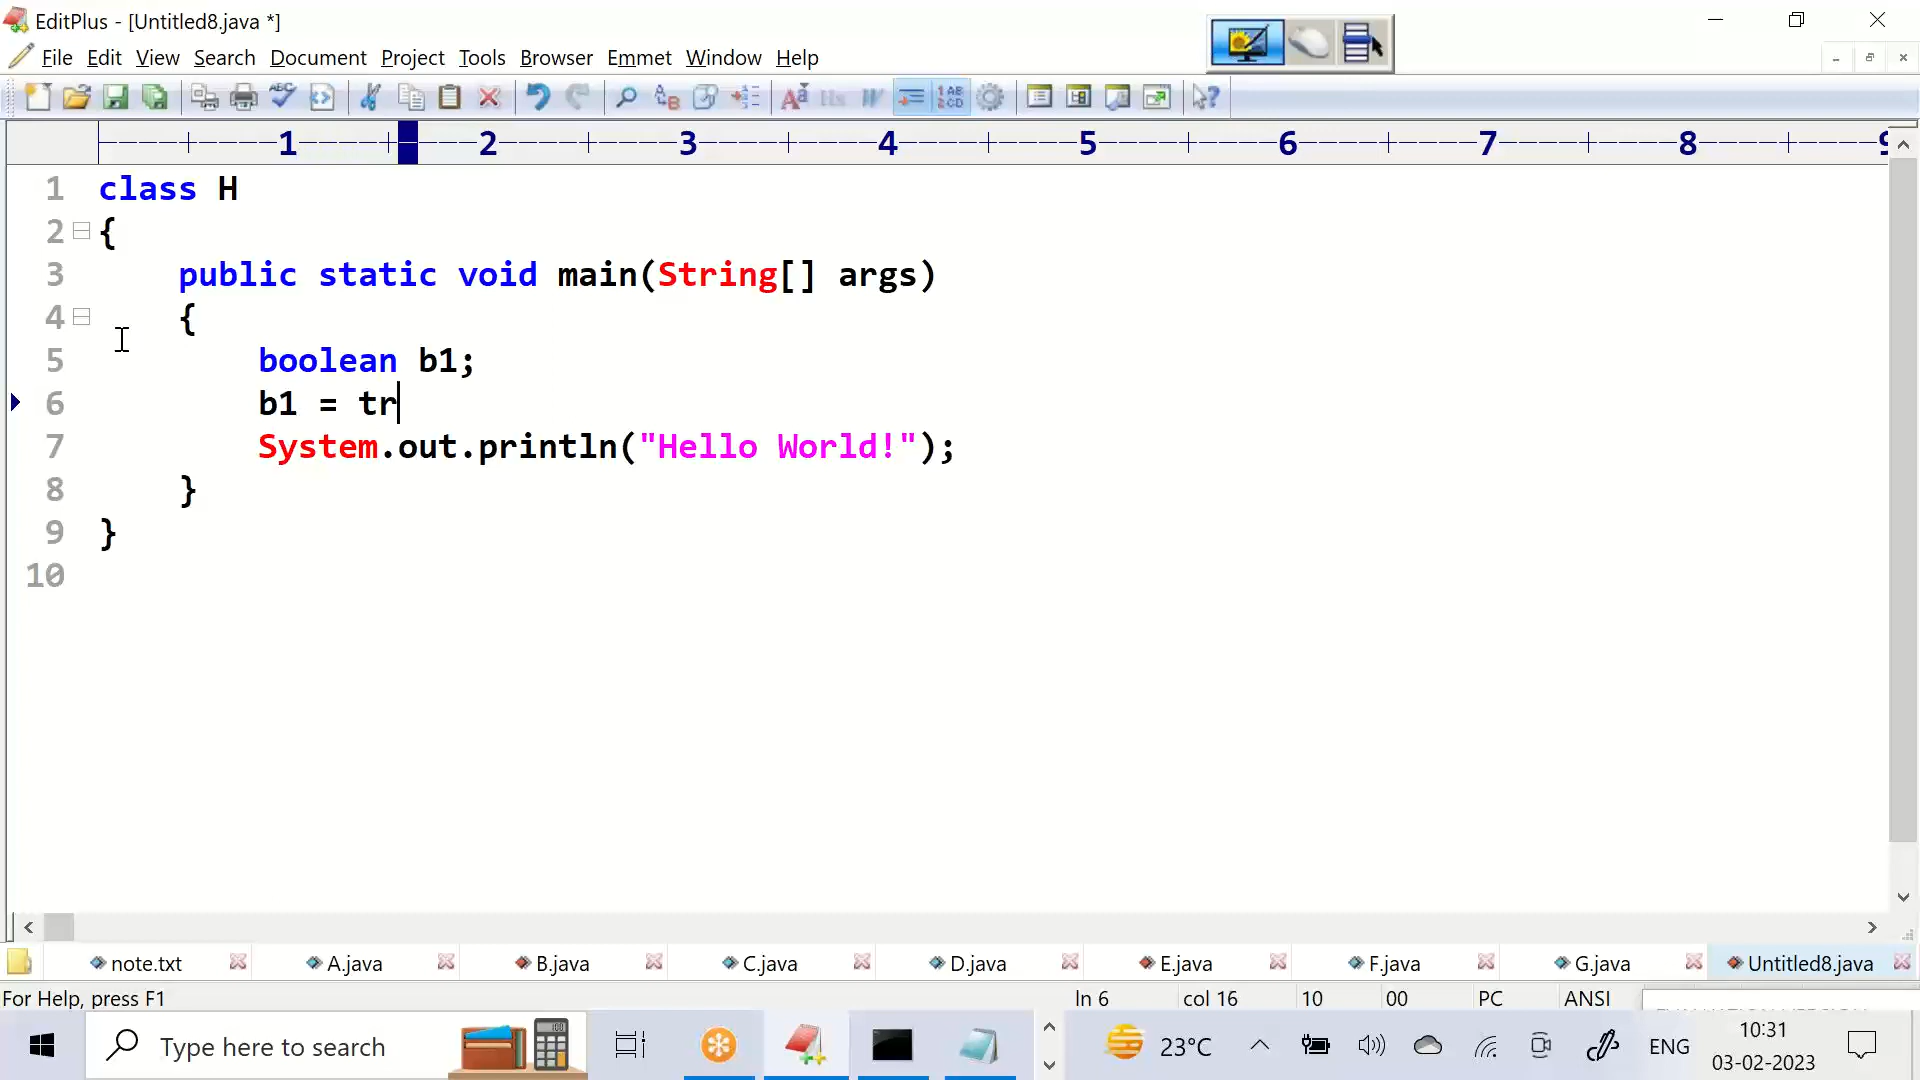 EditPlus - [Untitled8.java *]
File Edit View Search Document Project Tools Browser Emmet Window Help
1 2 3 4 5 6 7 8 9
1 class H
2 {
3 public static void main(String[] args)
4 {
5 boolean b1;
6 b1 = tr
7 System.out.println("Hello World!");
8 }
9 }
10
note.txt A.java B.java C.java D.java E.java F.java G.java Untitled8.java
For Help, press F1 ln 6 col 16 10 00 PC ANSI
Type here to search 23°C ENG 10:31
03-02-2023